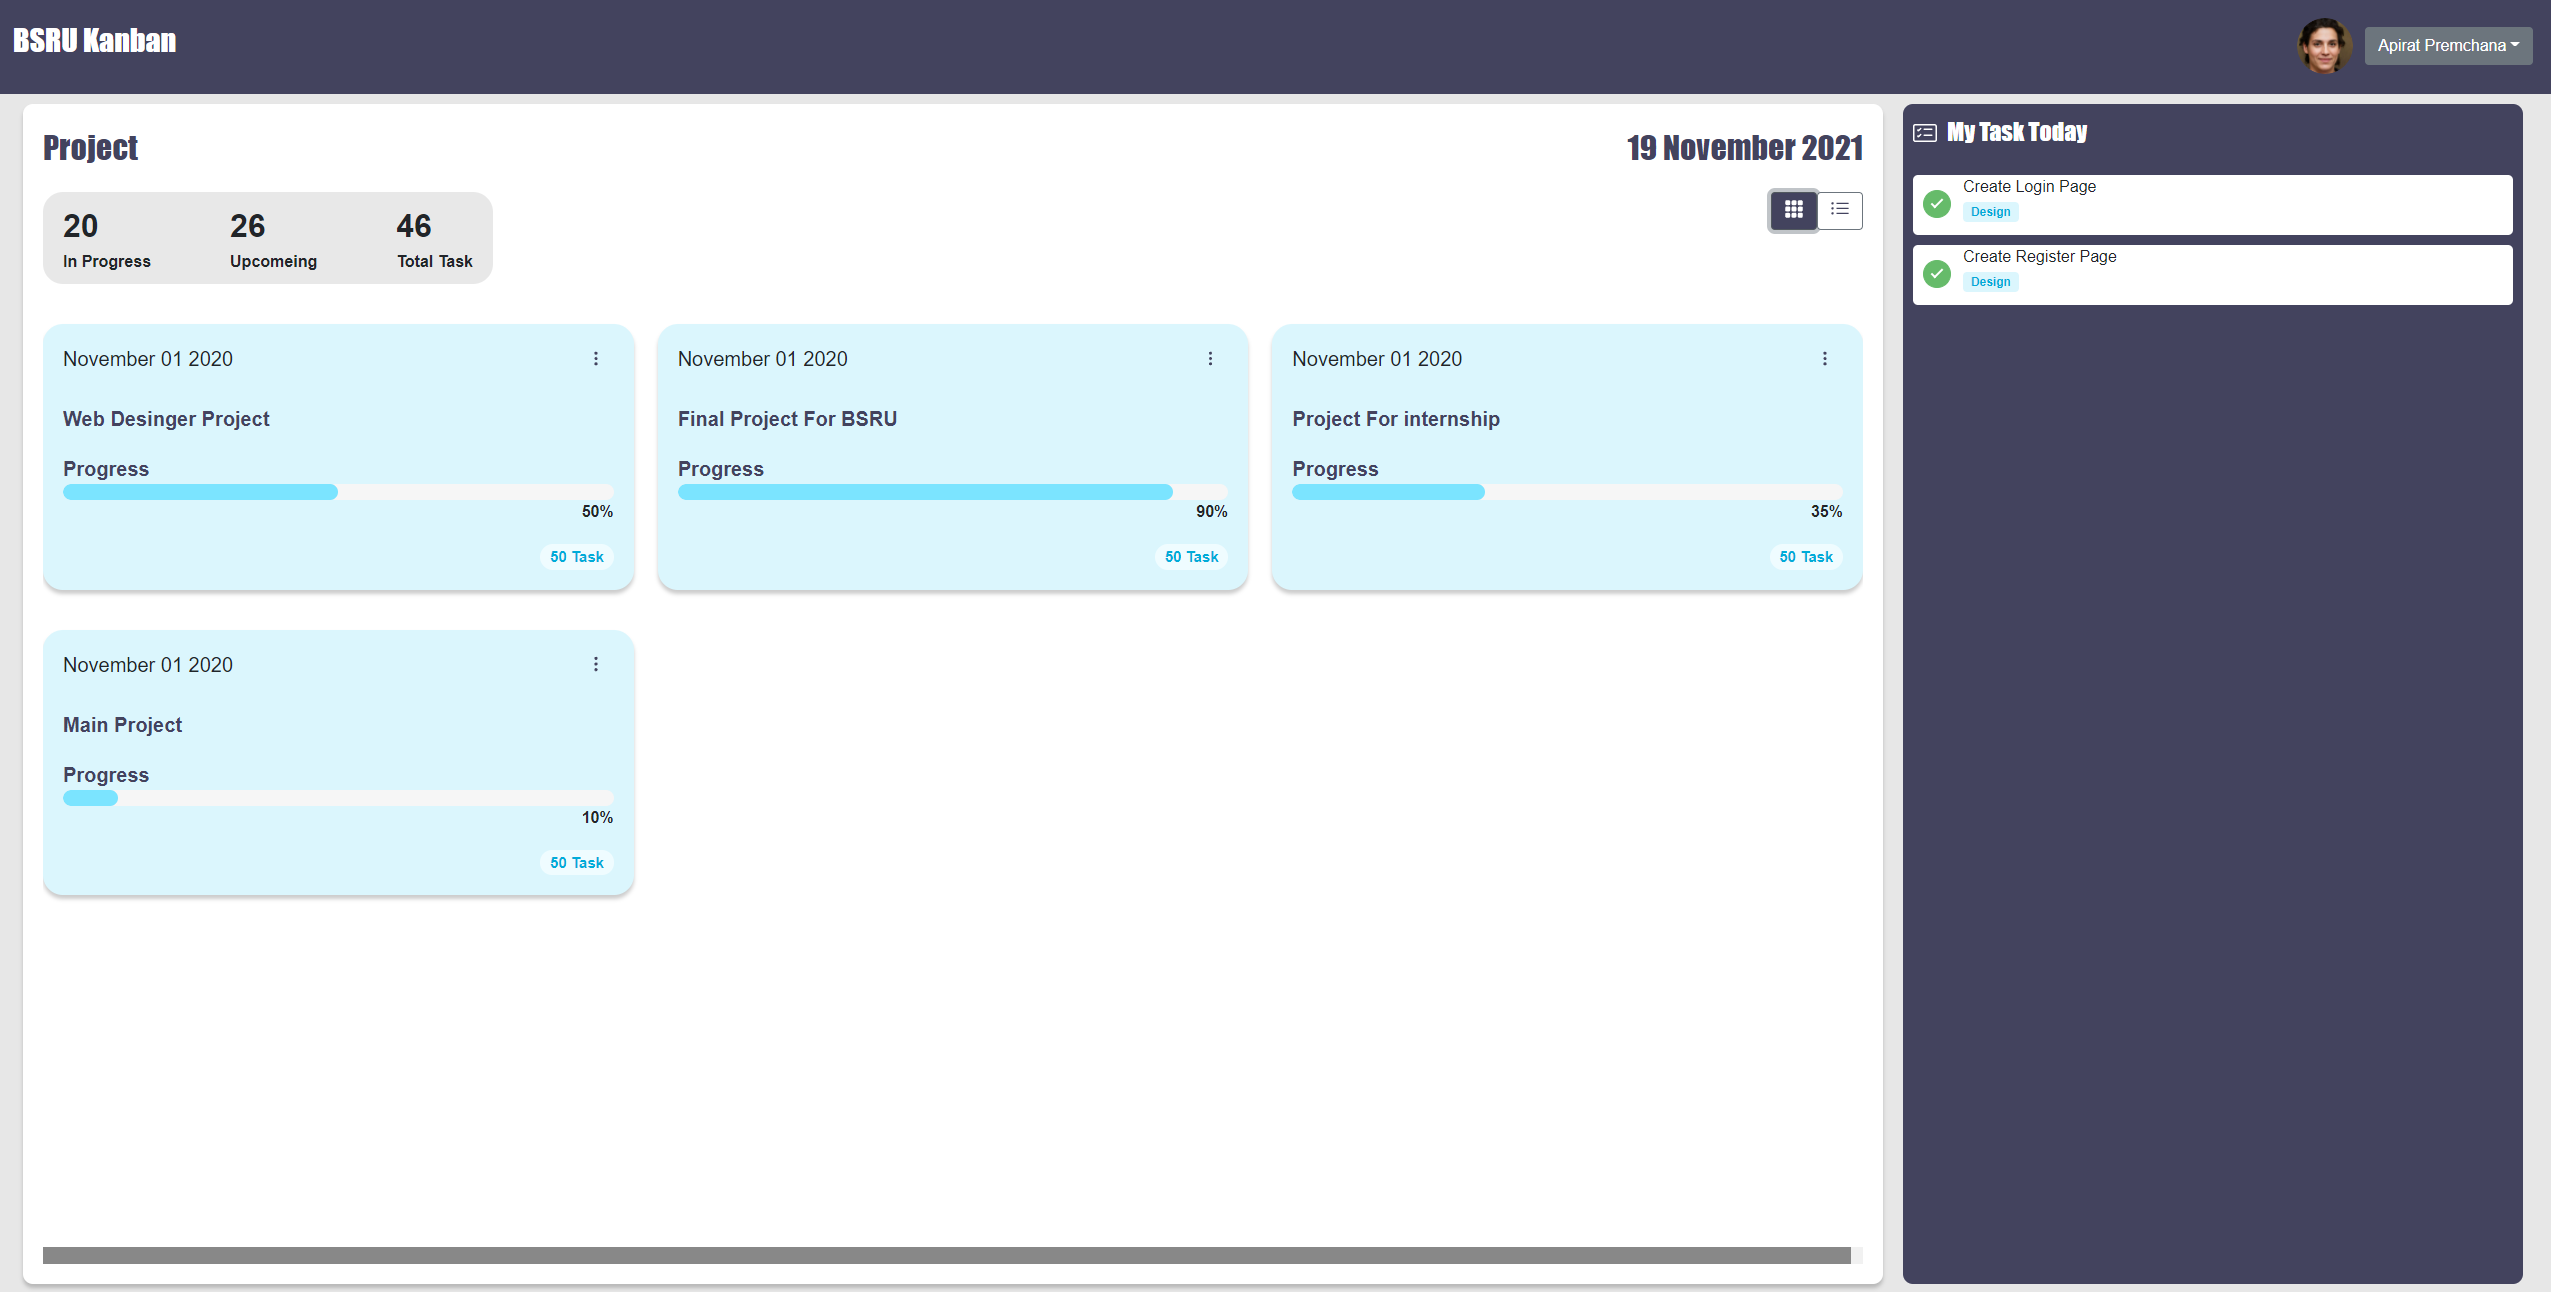 BSRU Kanban
Apirat Premchana
Project
19 November 2021
20
In Progress
26
Upcomeing
46
Total Task
November 01 2020
Web Desinger Project
Progress
50%
50 Task
November 01 2020
Final Project For BSRU
Progress
90%
50 Task
November 01 2020
Project For internship
Progress
35%
50 Task
November 01 2020
Main Project
Progress
10%
50 Task
My Task Today
Create Login Page
Design
Create Register Page
Design